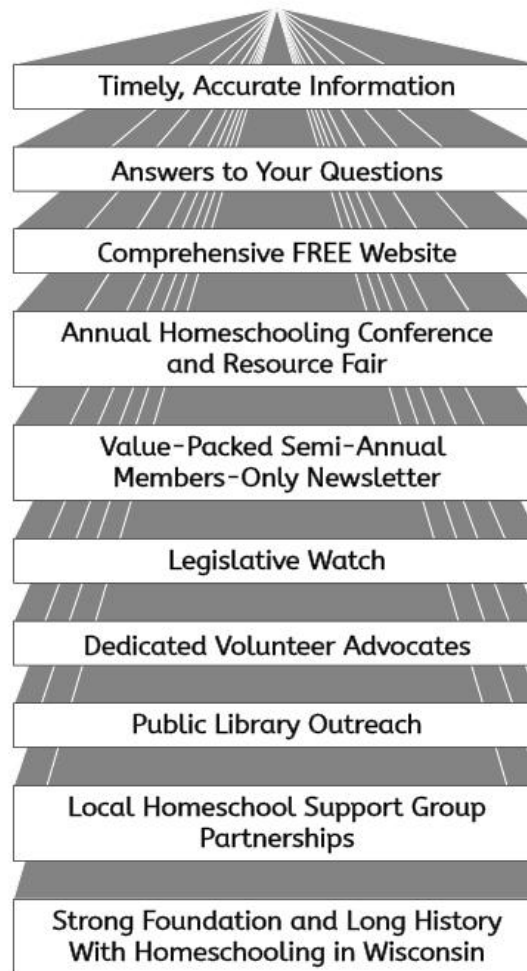 Timely, Accurate Information
Answers to Your Questions
Comprehensive FREE Website
Annual Homeschooling Conference
and Resource Fair
Value-Packed Semi-Annual
Members-Only Newsletter
Legislative Watch
Dedicated Volunteer Advocates
Public Library Outreach
Local Homeschool Support Group
Partnerships
Strong Foundation and Long History
With Homeschooling in Wisconsin